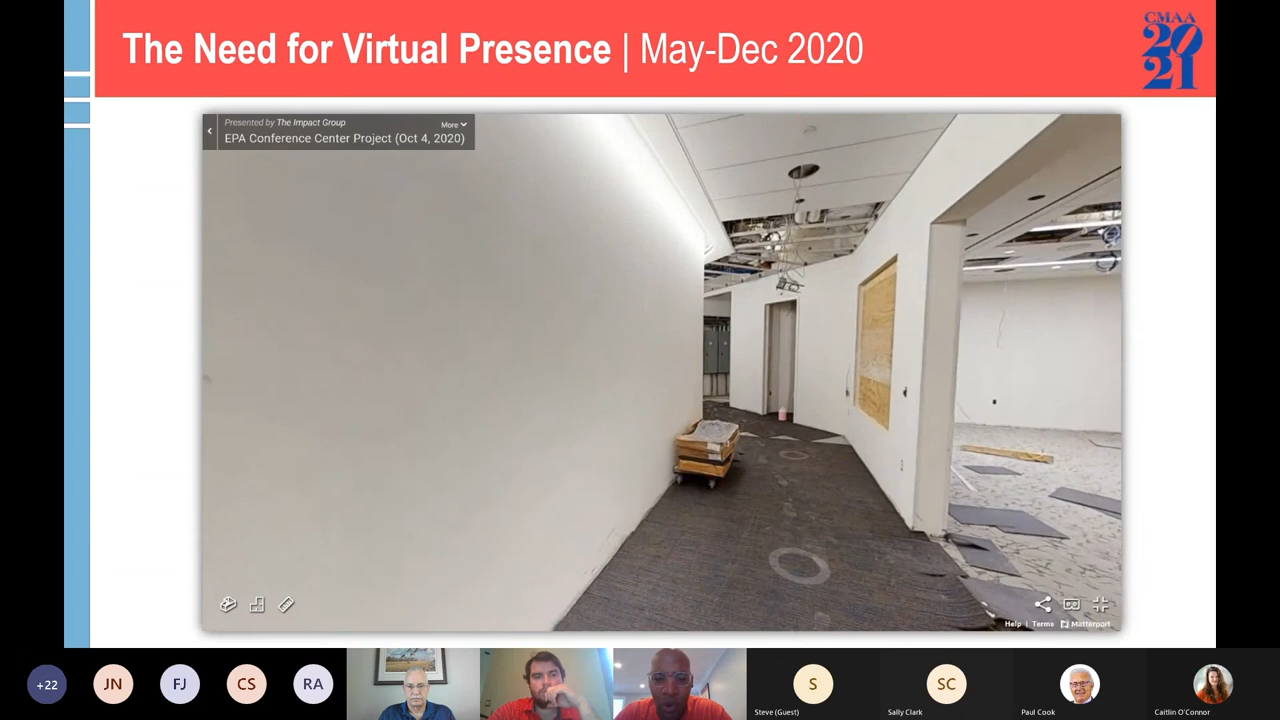 The Need for Virtual Presence | May-Dec 2020
CMAA
20
21
Presented by The Impact Group
More
EPA Conference Center Project (Oct 4, 2020)
Help | Terms Matterport
+22
JN
FJ
CS
RA
S
SC
Steve (Guest)
Sally Clark
Paul Cook
Caitlin O'Connor